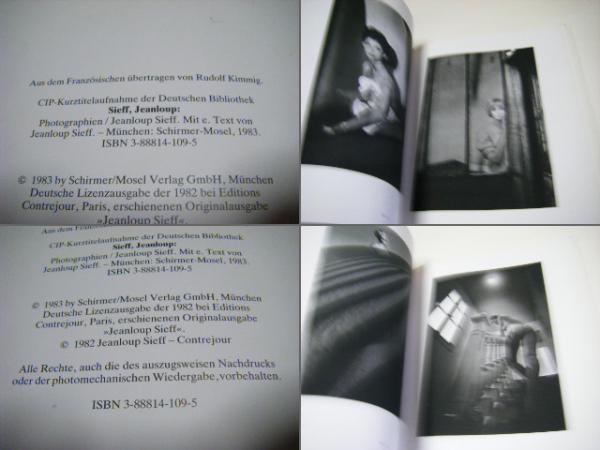 Aus dem Französischen übertragen von Rudolf Kimmig.
CIP-Kurztitelaufnahme der Deutschen Bibliothek
Sieff, Jeanloup:
Photographien / Jeanloup Sieff. Mit e. Text von
Jeanloup Sieff. – München: Schirmer-Mosel, 1983.
ISBN 3-88814-109-5
© 1983 by Schirmer/Mosel Verlag GmbH, München
Deutsche Lizenzausgabe der 1982 bei Editions
Contrejour, Paris, erschienenen Originalausgabe
»Jeanloup Sieff«.
Aus dem Französischen übertragen von Rudolf
CIP-Kurztitelaufnahme der Deutschen Bibliothek
Sieff, Jeanloup:
Photographien / Jeanloup Sieff. Mit e. Text von
Jeanloup Sieff. – München: Schirmer-Mosel, 1983.
ISBN 3-88814-109-5
© 1983 by Schirmer/Mosel Verlag GmbH, München
Deutsche Lizenzausgabe der 1982 bei Editions
Contrejour, Paris, erschienenen Originalausgabe
»Jeanloup Sieff«.
© 1982 Jeanloup Sieff – Contrejour
Alle Rechte, auch die des auszugsweisen Nachdrucks
oder der photomechanischen Wiedergabe, vorbehalten.
ISBN 3-88814-109-5